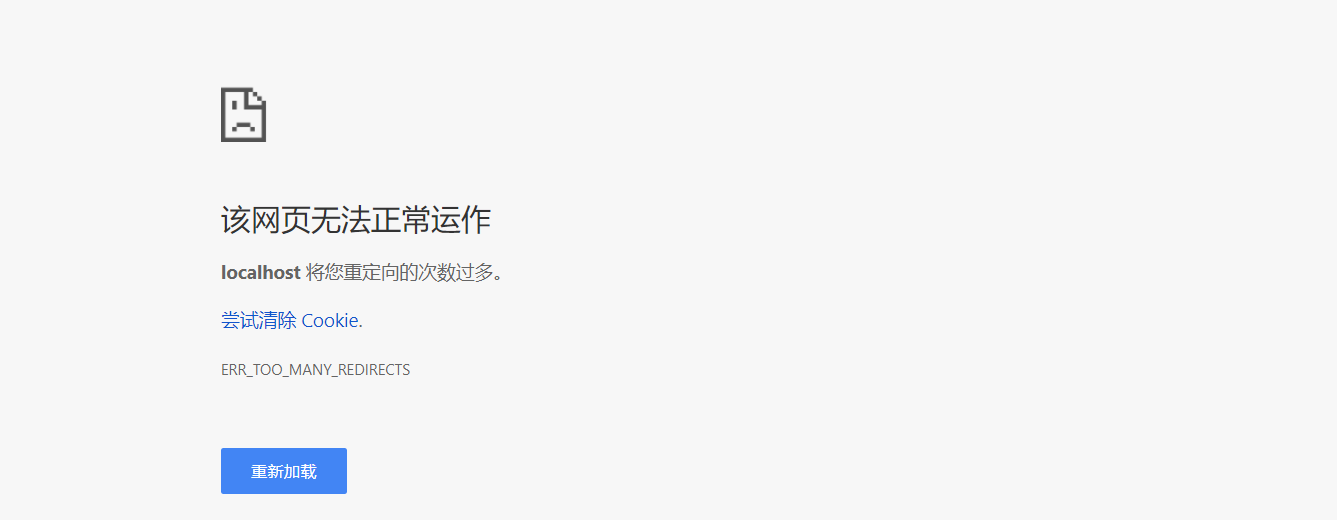 该网页无法正常运作
localhost 将您重定向的次数过多。
尝试清除 Cookie.
ERR_TOO_MANY_REDIRECTS
重新加载